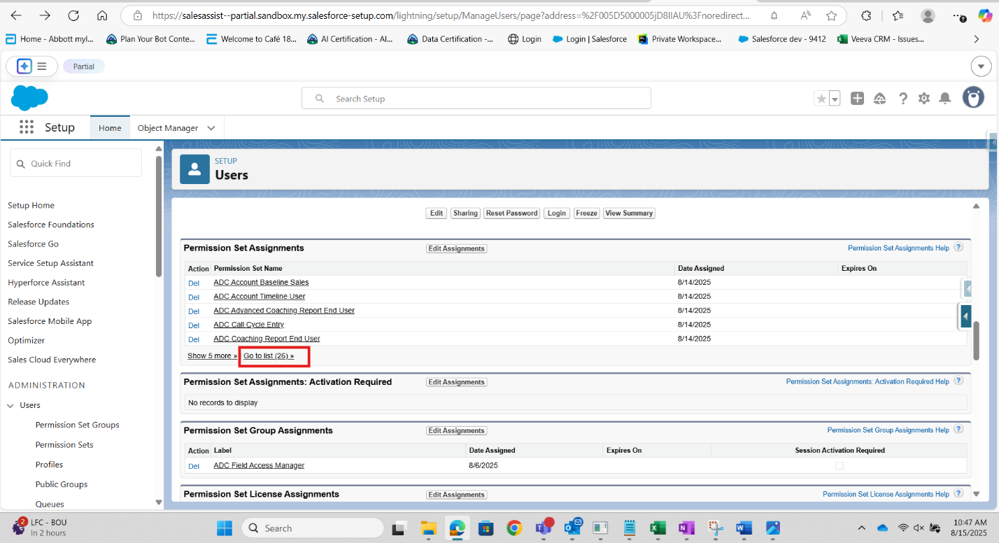 https://salesassist--partial.sandbox.my.salesforce-setup.com/lightning/setup/ManageUsers/page?address=%2F005D5000005jD8IIAU%3Fnoredirect...
Home - Abbott myl...
Plan Your Bot Conte...
Welcome to Café 18...
AI Certification - AI...
Data Certification -...
Login
Login | Salesforce
Private Workspace...
Salesforce dev - 9412
Veeva CRM - Issues...
Partial
Search Setup
Setup
Home
Object Manager
Quick Find
Setup Home
Salesforce Foundations
Salesforce Go
Service Setup Assistant
Hyperforce Assistant
Release Updates
Salesforce Mobile App
Optimizer
Sales Cloud Everywhere
ADMINISTRATION
Users
Permission Set Groups
Permission Sets
Profiles
Public Groups
Queues
SETUP
Users
Edit Sharing Reset Password Login Freeze View Summary
Permission Set Assignments Edit Assignments Permission Set Assignments Help ?
Action Permission Set Name Date Assigned Expires On
Del ADC Account Baseline Sales 8/14/2025
Del ADC Account Timeline User 8/14/2025
Del ADC Advanced Coaching Report End User 8/14/2025
Del ADC Call Cycle Entry 8/14/2025
Del ADC Coaching Report End User 8/14/2025
Show 5 more » Go to list (26) »
Permission Set Assignments: Activation Required Edit Assignments Permission Set Assignments: Activation Required Help ?
No records to display
Permission Set Group Assignments Edit Assignments Permission Set Group Assignments Help ?
Action Label Date Assigned Expires On Session Activation Required
Del ADC Field Access Manager 8/6/2025
Permission Set License Assignments Edit Assignments Permission Set License Assignments Help ?
2
LFC - BOU
In 2 hours
Search
10:47 AM
8/15/2025